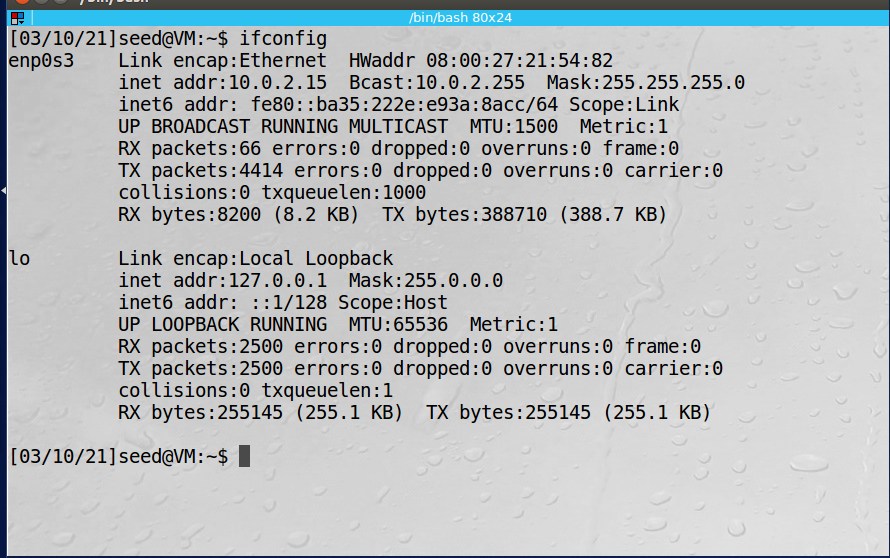 /bin/bash
/bin/bash 80x24
[03/10/21]seed@VM:~$ ifconfig
enp0s3    Link encap:Ethernet  HWaddr 08:00:27:21:54:82
          inet addr:10.0.2.15  Bcast:10.0.2.255  Mask:255.255.255.0
          inet6 addr: fe80::ba35:222e:e93a:8acc/64 Scope:Link
          UP BROADCAST RUNNING MULTICAST  MTU:1500  Metric:1
          RX packets:66 errors:0 dropped:0 overruns:0 frame:0
          TX packets:4414 errors:0 dropped:0 overruns:0 carrier:0
          collisions:0 txqueuelen:1000
          RX bytes:8200 (8.2 KB)  TX bytes:388710 (388.7 KB)
lo        Link encap:Local Loopback
          inet addr:127.0.0.1  Mask:255.0.0.0
          inet6 addr: ::1/128 Scope:Host
          UP LOOPBACK RUNNING  MTU:65536  Metric:1
          RX packets:2500 errors:0 dropped:0 overruns:0 frame:0
          TX packets:2500 errors:0 dropped:0 overruns:0 carrier:0
          collisions:0 txqueuelen:1
          RX bytes:255145 (255.1 KB)  TX bytes:255145 (255.1 KB)
[03/10/21]seed@VM:~$